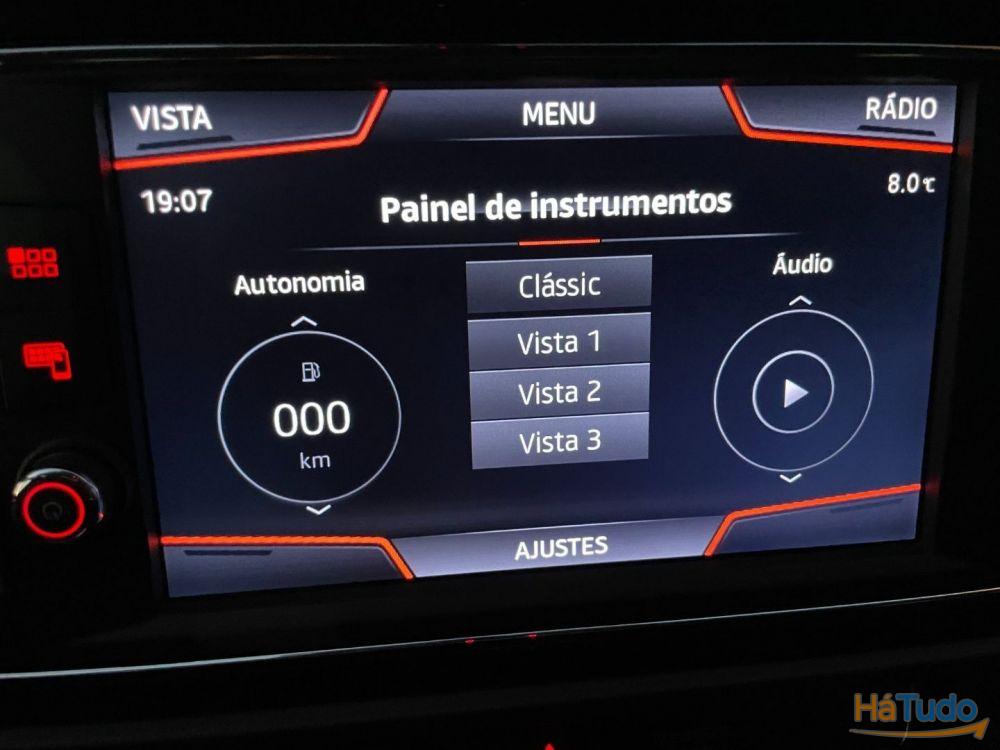 VISTA
MENU
RÁDIO
19:07
8.0℃
Painel de instrumentos
Autonomia
Clássic
Áudio
Vista 1
000
km
Vista 2
Vista 3
AJUSTES
HáTudo